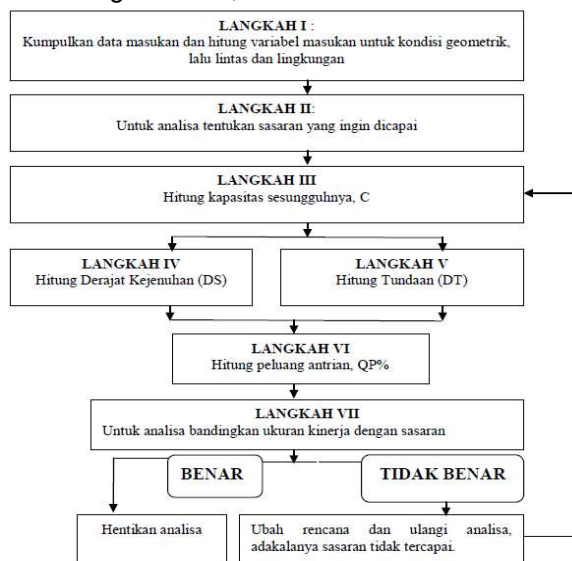 LANGKAH I :
Kumpulkan data masukan dan hitung variabel masukan untuk kondisi geometrik,
lalu lintas dan lingkungan
LANGKAH II:
Untuk analisa tentukan sasaran yang ingin dicapai
LANGKAH III
Hitung kapasitas sesungguhnya, C
LANGKAH IV
Hitung Derajat Kejenuhan (DS)
LANGKAH V
Hitung Tundaan (DT)
LANGKAH VI
Hitung peluang antrian, QP%
LANGKAH VII
Untuk analisa bandingkan ukuran kinerja dengan sasaran
BENAR
TIDAK BENAR
Hentikan analisa
Ubah rencana dan ulangi analisa,
adakalanya sasaran tidak tercapai.